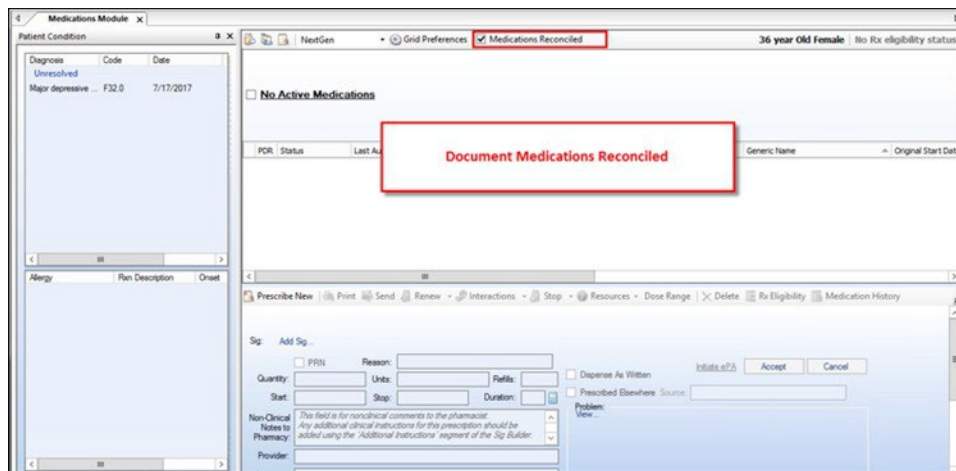 Medications Module x
Patient Condition
Diagnosis Code Date
Unresolved
Major depressive ... F32.0 7/17/2017
Allergy Rxn Description Onset
NextGen Grid Preferences Medications Reconciled 36 year Old Female No Rx eligibility status
No Active Medications
PDR Status Last Au Generic Name Original Start Dat
Document Medications Reconciled
Prescribe New Print Send Renew Interactions Stop Resources Dose Range Delete Rx Eligibility Medication History
Sig: Add Sig...
PRN Reason:
Quantity: Units: Refills: Dispense As Written Initiate ePA Accept Cancel
Start: Stop: Duration: Prescribed Elsewhere Source:
Non-Clinical Notes to Pharmacy:
This field is for nonclinical comments to the pharmacist.
Any additional clinical instructions for this prescription should be
added using the 'Additional Instructions' segment of the Sig Builder.
Problem:
View...
Provider: